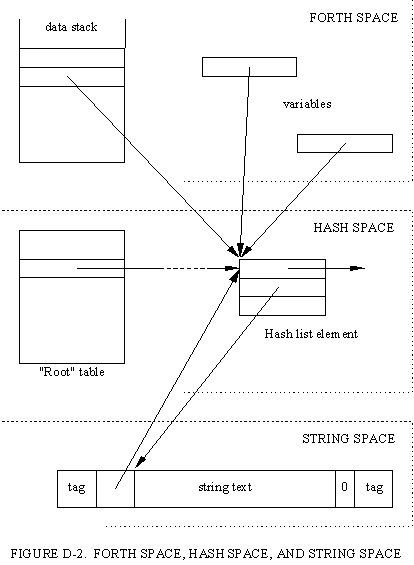 FORTH SPACE
data stack
variables
HASH SPACE
Hash list element
"Root" table
STRING SPACE
tag string text 0 tag
FIGURE D-2. FORTH SPACE, HASH SPACE, AND STRING SPACE